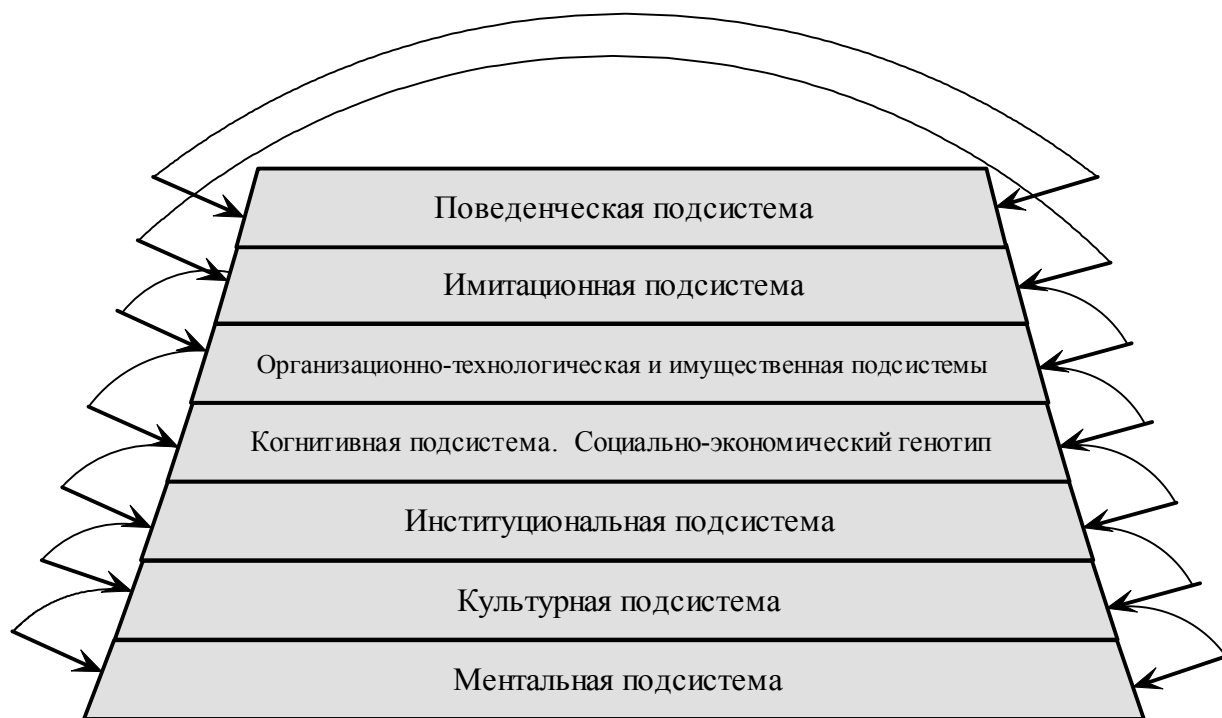 Поведенческая подсистема
Имитационная подсистема
Организационно-технологическая и имущественная подсистемы
Когнитивная подсистема. Социально-экономический генотип
Институциональная подсистема
Культурная подсистема
Ментальная подсистема